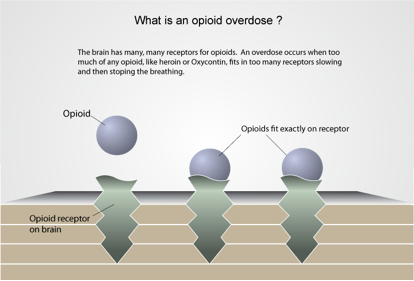 What is an opioid overdose ?
The brain has many, many receptors for opioids. An overdose occurs when too
much of any opioid, like heroin or Oxycontin, fits in too many receptors slowing
and then stoping the breathing.
Opioid
Opioids fit exactly on receptor
Opioid receptor
on brain